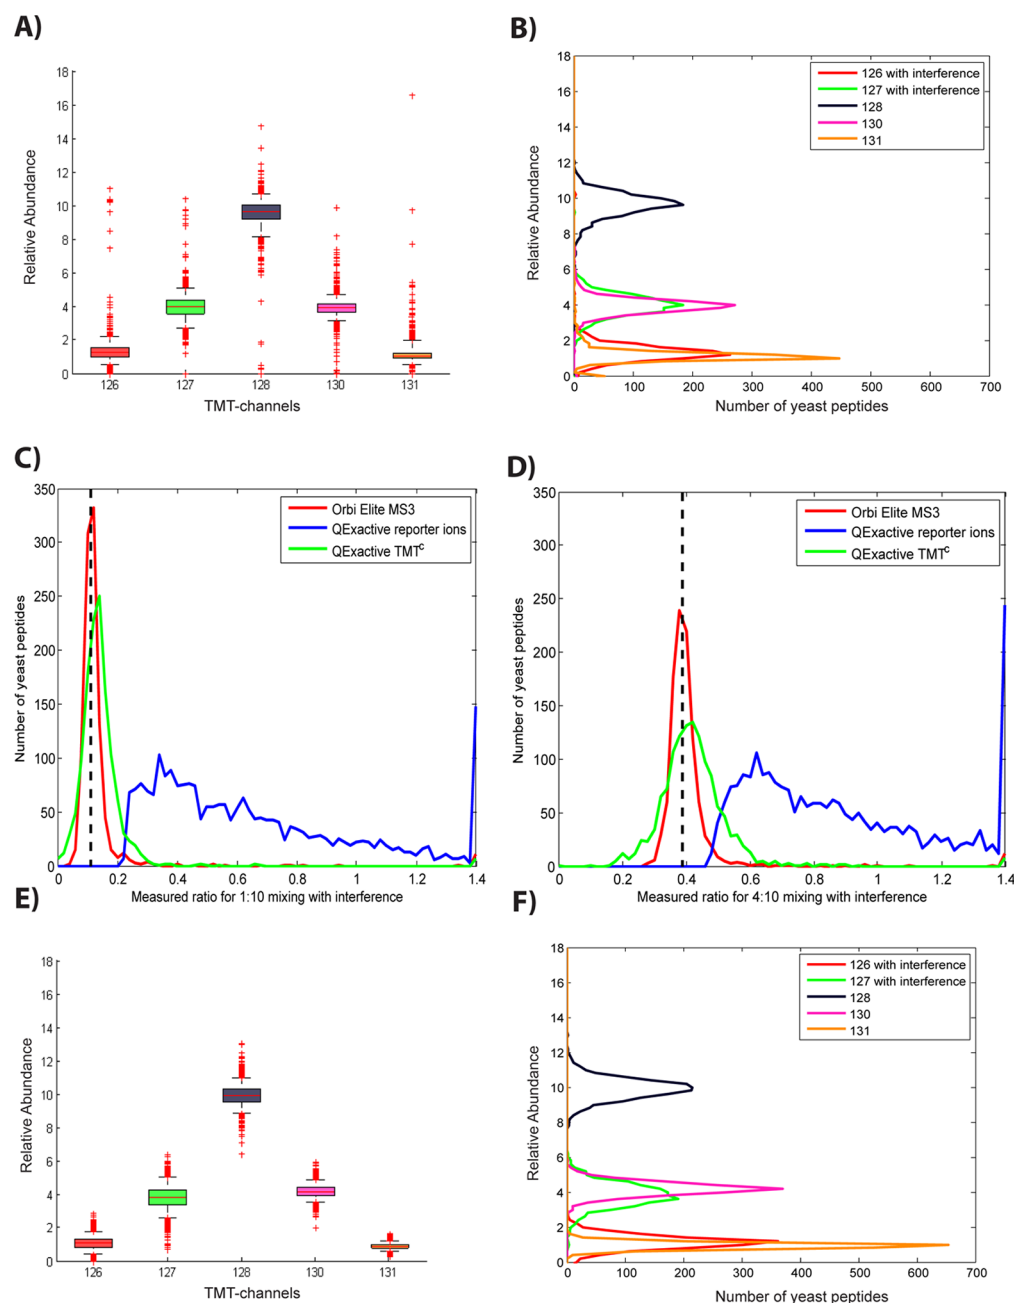 A)
18
16
14
12
10
8
6
4
2
0
Relative Abundance
126
127
128
130
131
TMT-channels
B)
18
16
14
12
10
8
6
4
2
0
Relative Abundance
126 with interference
127 with interference
128
130
131
0 100 200 300 400 500 600 700
Number of yeast peptides
C)
350
300
250
200
150
100
50
0
Number of yeast peptides
Orbi Elite MS3
QExactive reporter ions
QExactive TMTᶜ
0 0.2 0.4 0.6 0.8 1 1.2 1.4
Measured ratio for 1:10 mixing with interference
D)
350
300
250
200
150
100
50
0
Number of yeast peptides
Orbi Elite MS3
QExactive reporter ions
QExactive TMTᶜ
0 0.2 0.4 0.6 0.8 1 1.2 1.4
Measured ratio for 4:10 mixing with interference
E)
18
16
14
12
10
8
6
4
2
0
Relative Abundance
126 127 128 130 131
TMT-channels
F)
18
16
14
12
10
8
6
4
2
0
Relative Abundance
126 with interference
127 with interference
128
130
131
0 100 200 300 400 500 600 700
Number of yeast peptides